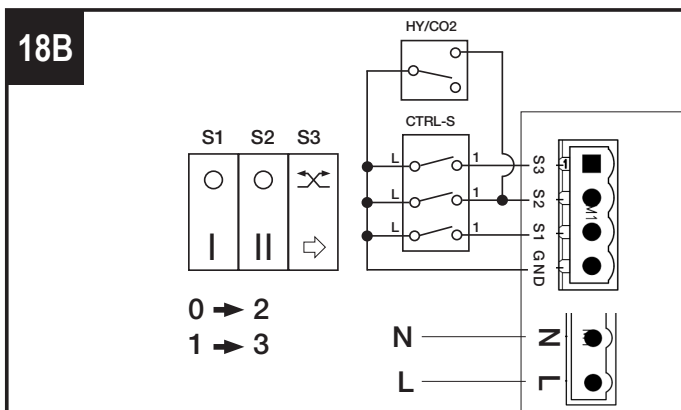 18B
HY/CO2
CTRL-S
S1 S2 S3
I II
0 → 2
1 → 3
L 1
L 1
L 1
S3
S2
S1
GND
1
M1
N
L
N
L